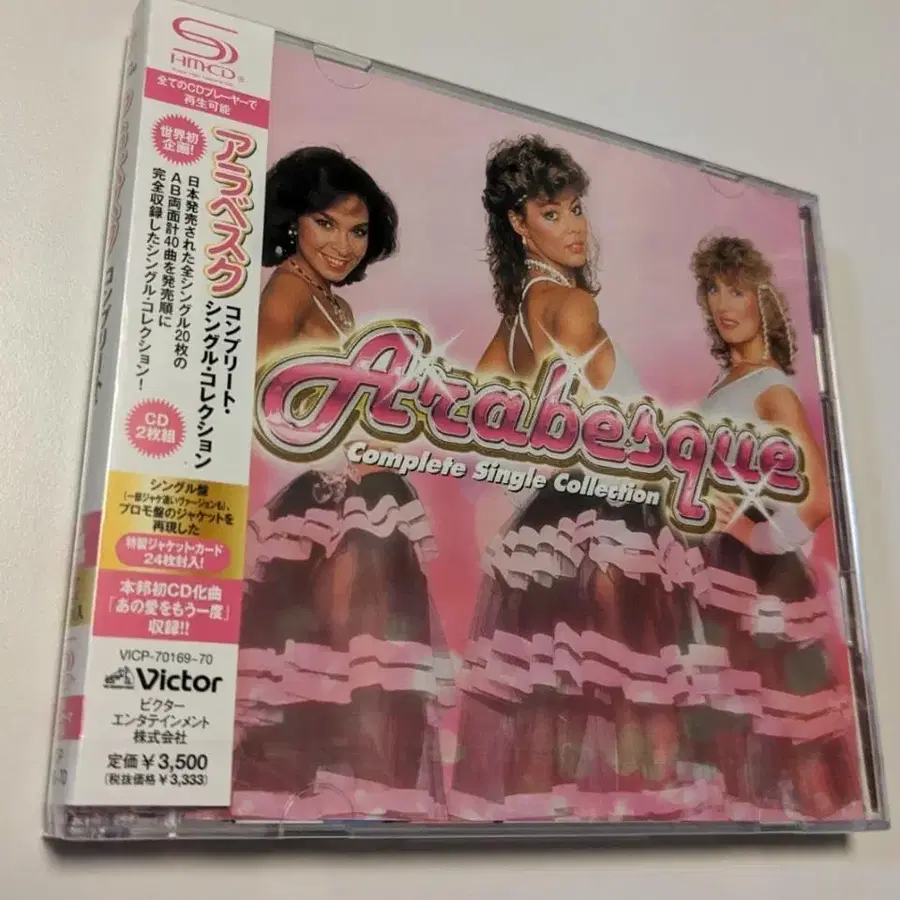 SHM-CD®
全てのCDプレーヤーで
再生可能
世界初
企画!
アラベスク
コンプリート・
シングル・コレクション
日本発売された全シングル20枚の
AB両面計40曲を発売順に
完全収録したシングル・コレクション!
CD
2枚組
シングル盤
(一部ジャケ違いヴァージョンも)、
プロモ盤のジャケットを
再現した
特製ジャケット・カード
24枚封入!
本邦初CD化曲
「あの愛をもう一度」
収録!!
VICP-70169~70
Victor
ビクター
エンタテインメント
株式会社
定価¥3,500
(税抜価格¥3,333)
Arabesque
Complete Single Collection